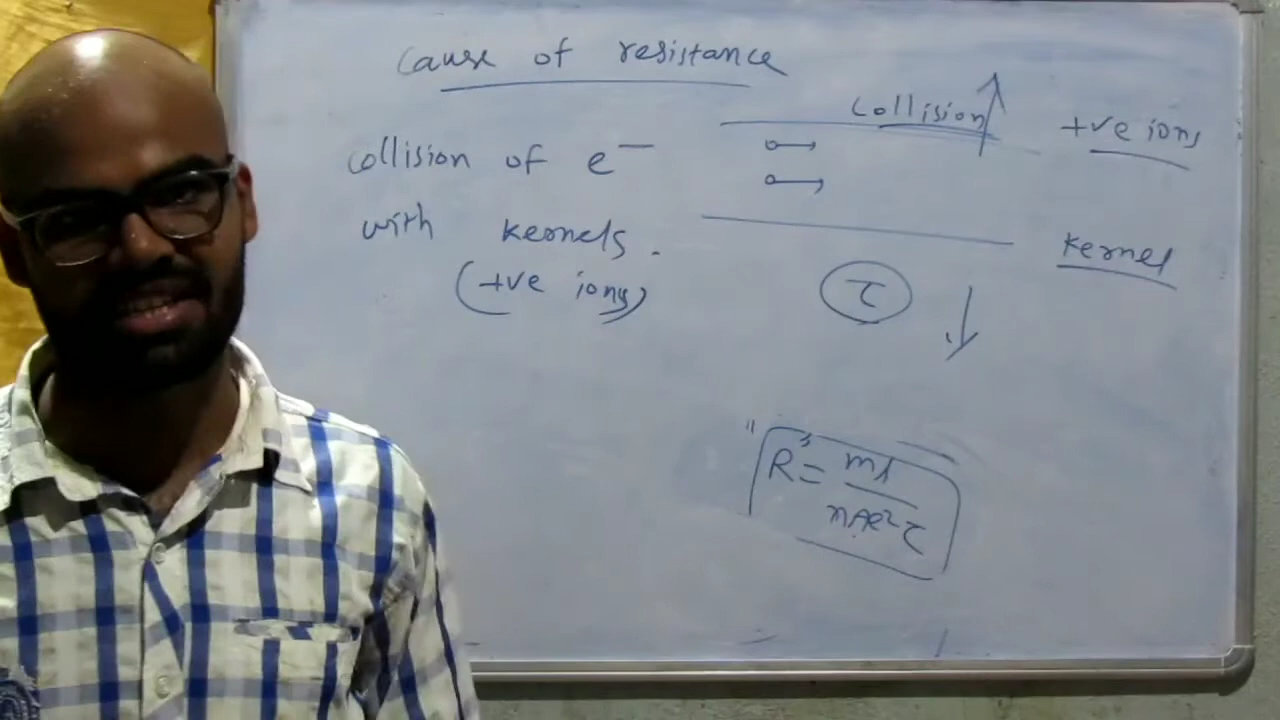 Cause of resistance
collision of e⁻
with kernels.
(+ve ions)
Collision
+ve ions
kernel
τ
R = ml / nAe²τ